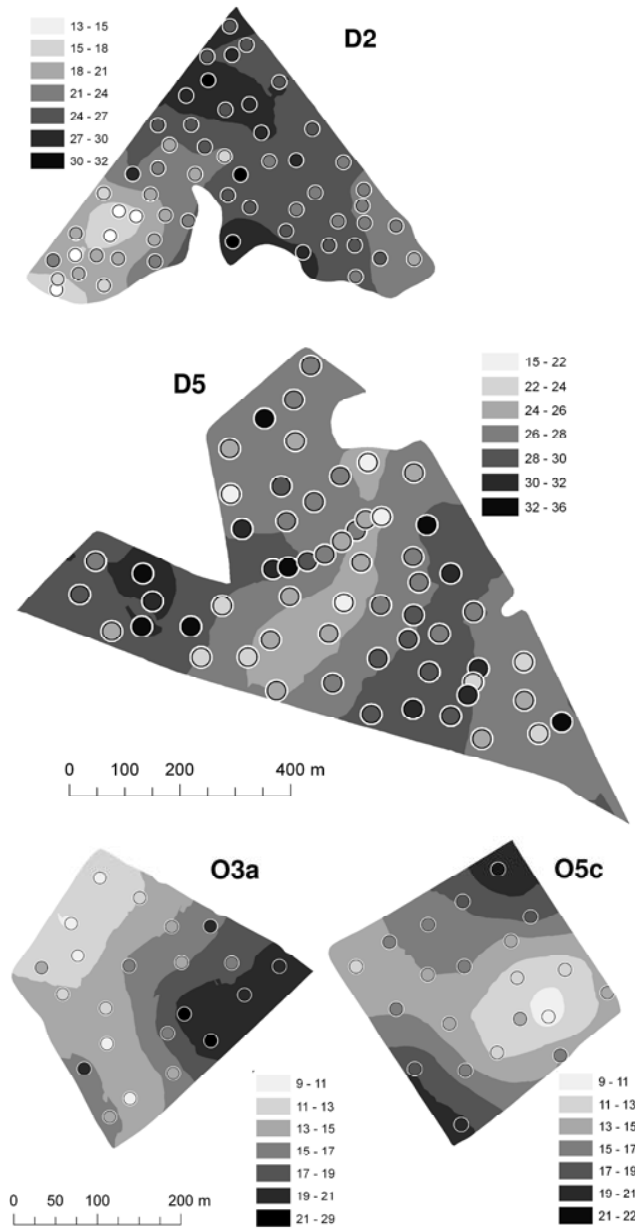 D2
13 - 15
15 - 18
18 - 21
21 - 24
24 - 27
27 - 30
30 - 32
D5
15 - 22
22 - 24
24 - 26
26 - 28
28 - 30
30 - 32
32 - 36
0 100 200 400 m
O3a
O5c
9 - 11
11 - 13
13 - 15
15 - 17
17 - 19
19 - 21
21 - 29
9 - 11
11 - 13
13 - 15
15 - 17
17 - 19
19 - 21
21 - 22
0 50 100 200 m